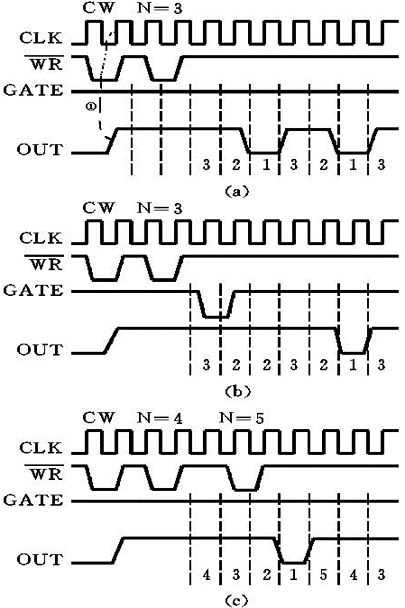 CW N=3
CLK
WR
GATE
①
OUT
3 2 1 3 2 1 3
(a)
CW N=3
CLK
WR
GATE
OUT
3 2 2 3 2 1 3
(b)
CW N=4 N=5
CLK
WR
GATE
OUT
4 3 2 1 5 4 3
(c)